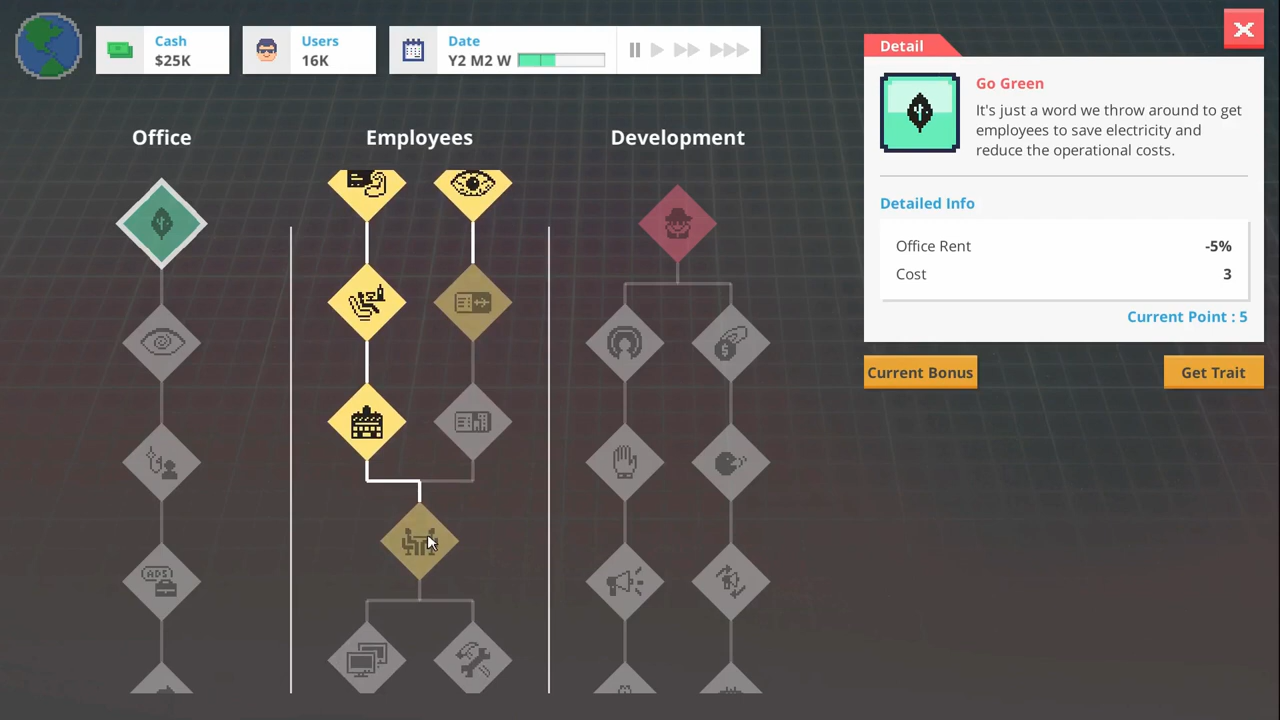 Cash
$25K
Users
16K
Date
Y2 M2 W
Office
Employees
Development
ADS
Detail
Go Green
It's just a word we throw around to get
employees to save electricity and
reduce the operational costs.
Detailed Info
Office Rent -5%
Cost 3
Current Point : 5
Current Bonus
Get Trait